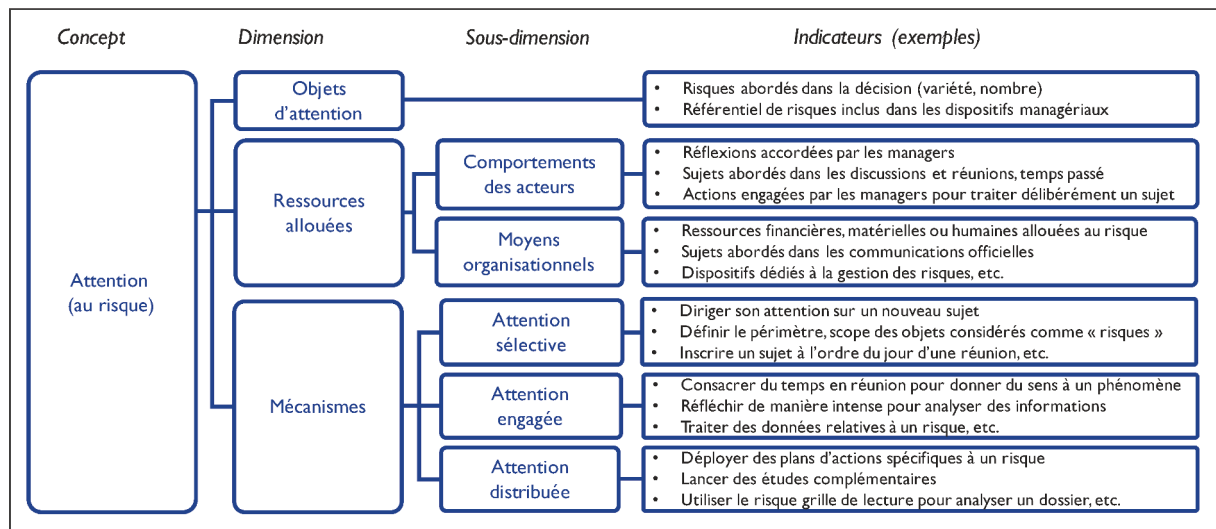 Concept Dimension Sous-dimension Indicateurs (exemples)
Attention
(au risque)
Objets
d'attention
• Risques abordés dans la décision (variété, nombre)
• Référentiel de risques inclus dans les dispositifs managériaux
Ressources
allouées
Comportements
des acteurs
• Réflexions accordées par les managers
• Sujets abordés dans les discussions et réunions, temps passé
• Actions engagées par les managers pour traiter délibérément un sujet
Moyens
organisationnels
• Ressources financières, matérielles ou humaines allouées au risque
• Sujets abordés dans les communications officielles
• Dispositifs dédiés à la gestion des risques, etc.
Mécanismes
Attention
sélective
• Diriger son attention sur un nouveau sujet
• Définir le périmètre, scope des objets considérés comme « risques »
• Inscrire un sujet à l'ordre du jour d'une réunion, etc.
Attention
engagée
• Consacrer du temps en réunion pour donner du sens à un phénomène
• Réfléchir de manière intense pour analyser des informations
• Traiter des données relatives à un risque, etc.
Attention
distribuée
• Déployer des plans d'actions spécifiques à un risque
• Lancer des études complémentaires
• Utiliser le risque grille de lecture pour analyser un dossier, etc.